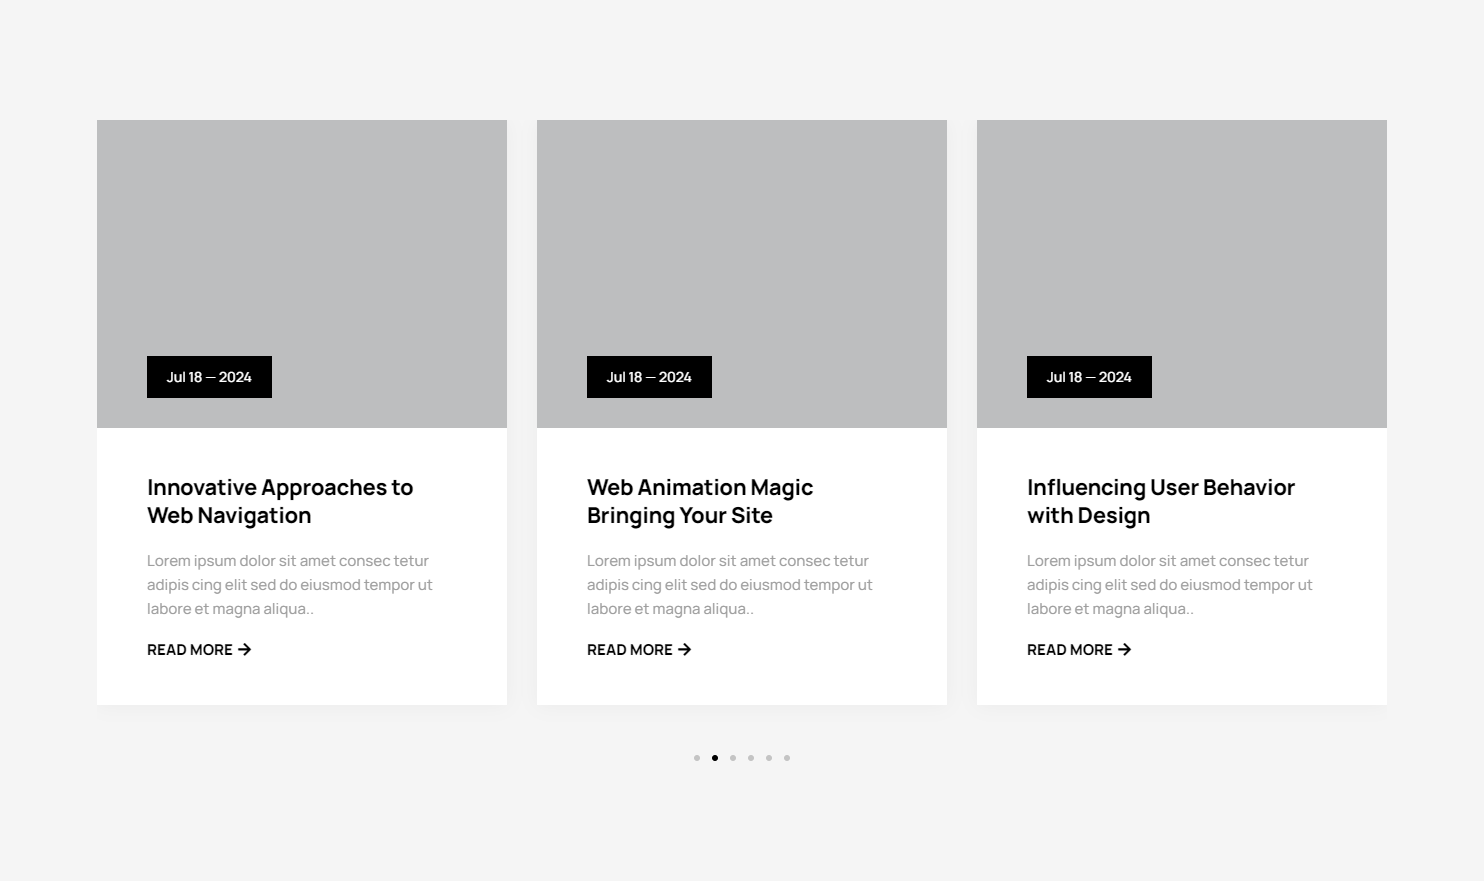 Jul 18 — 2024
Innovative Approaches to
Web Navigation
Lorem ipsum dolor sit amet consec tetur
adipis cing elit sed do eiusmod tempor ut
labore et magna aliqua..
READ MORE →
Jul 18 — 2024
Web Animation Magic
Bringing Your Site
Lorem ipsum dolor sit amet consec tetur
adipis cing elit sed do eiusmod tempor ut
labore et magna aliqua..
READ MORE →
Jul 18 — 2024
Influencing User Behavior
with Design
Lorem ipsum dolor sit amet consec tetur
adipis cing elit sed do eiusmod tempor ut
labore et magna aliqua..
READ MORE →